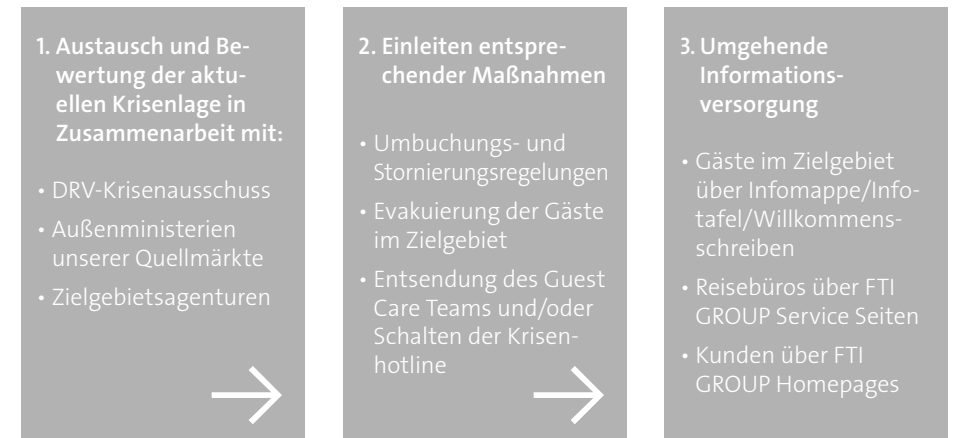 1. Austausch und Be-
wertung der aktu-
ellen Krisenlage in
Zusammenarbeit mit:
• DRV-Krisenausschuss
• Außenministerien
unserer Quellmärkte
• Zielgebietsagenturen
2. Einleiten entspre-
chender Maßnahmen
• Umbuchungs- und
Stornierungsregelungen
• Evakuierung der Gäste
im Zielgebiet
• Entsendung des Guest
Care Teams und/oder
Schalten der Krisen-
hotline
3. Umgehende
Informations-
versorgung
• Gäste im Zielgebiet
über Infomappe/Info-
tafel/Willkommens-
schreiben
• Reisebüros über FTI
GROUP Service Seiten
• Kunden über FTI
GROUP Homepages